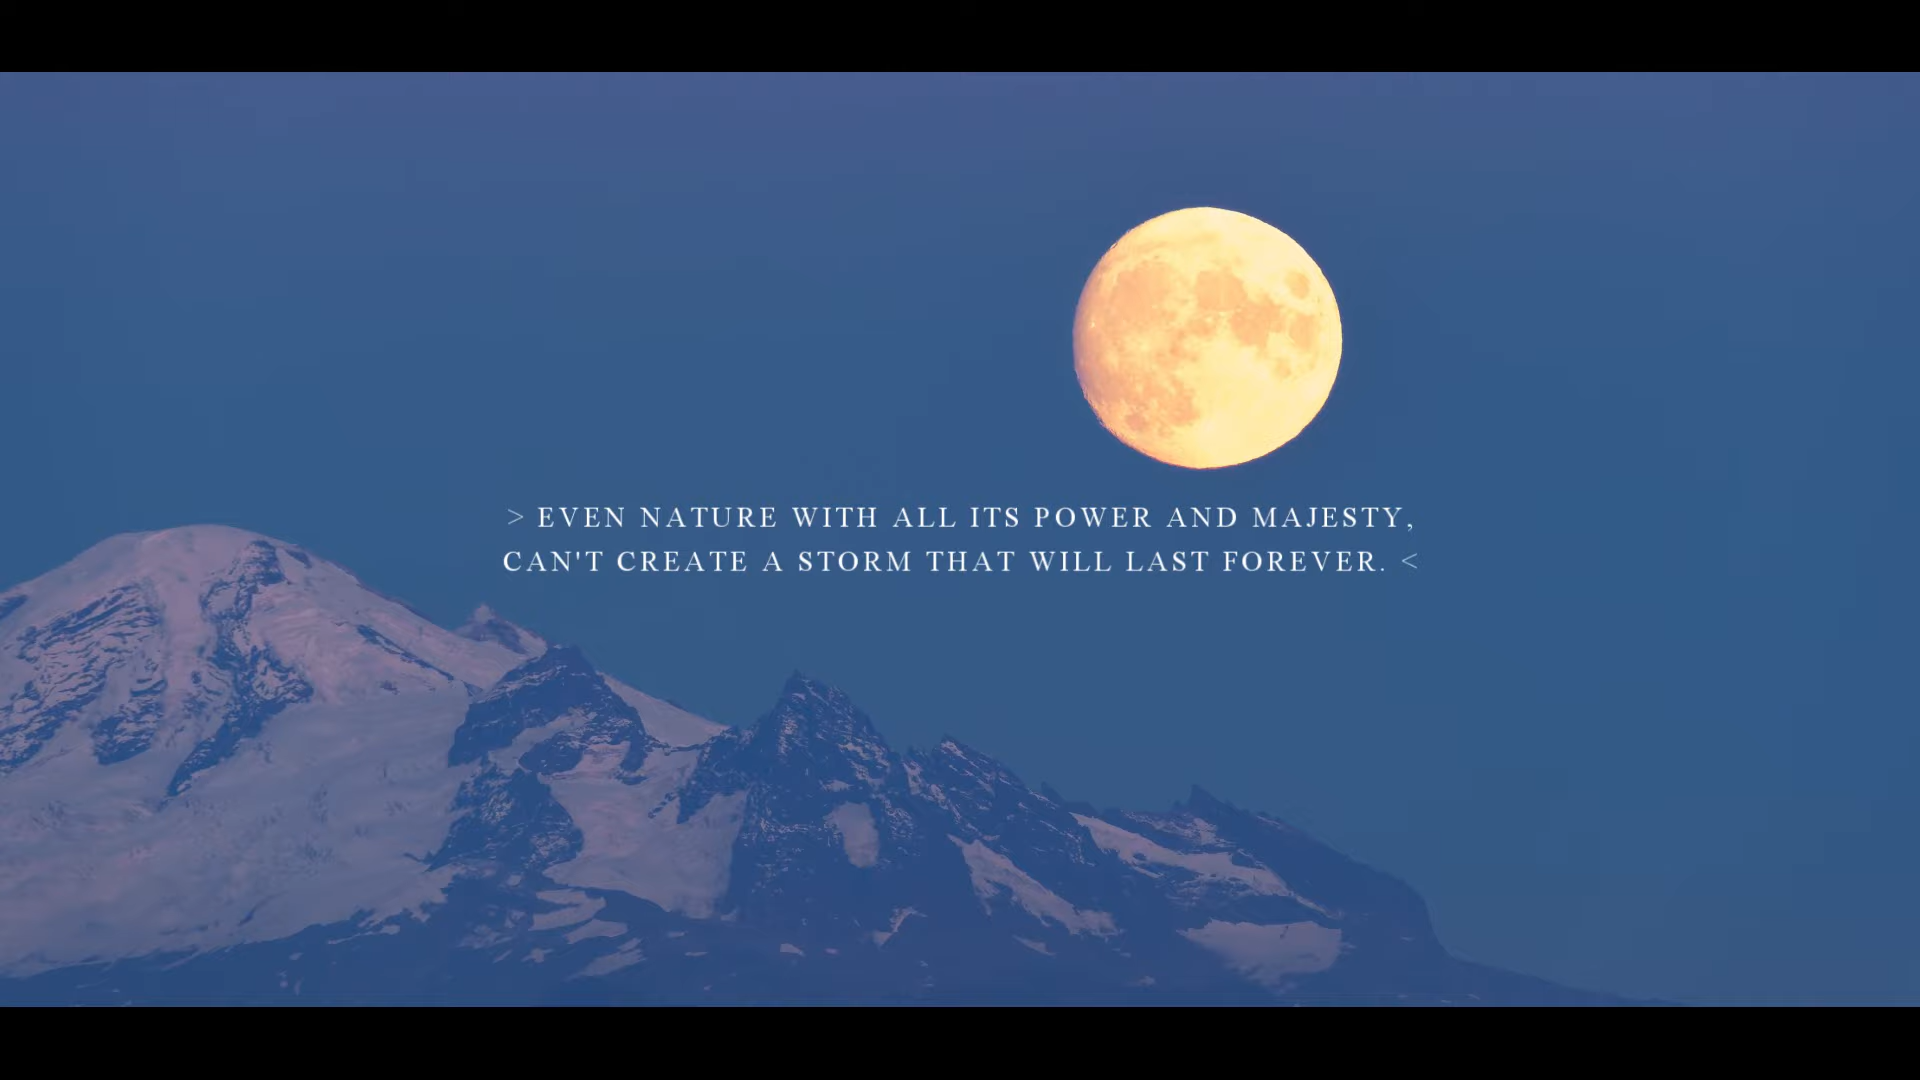 > EVEN NATURE WITH ALL ITS POWER AND MAJESTY,
CAN'T CREATE A STORM THAT WILL LAST FOREVER. <